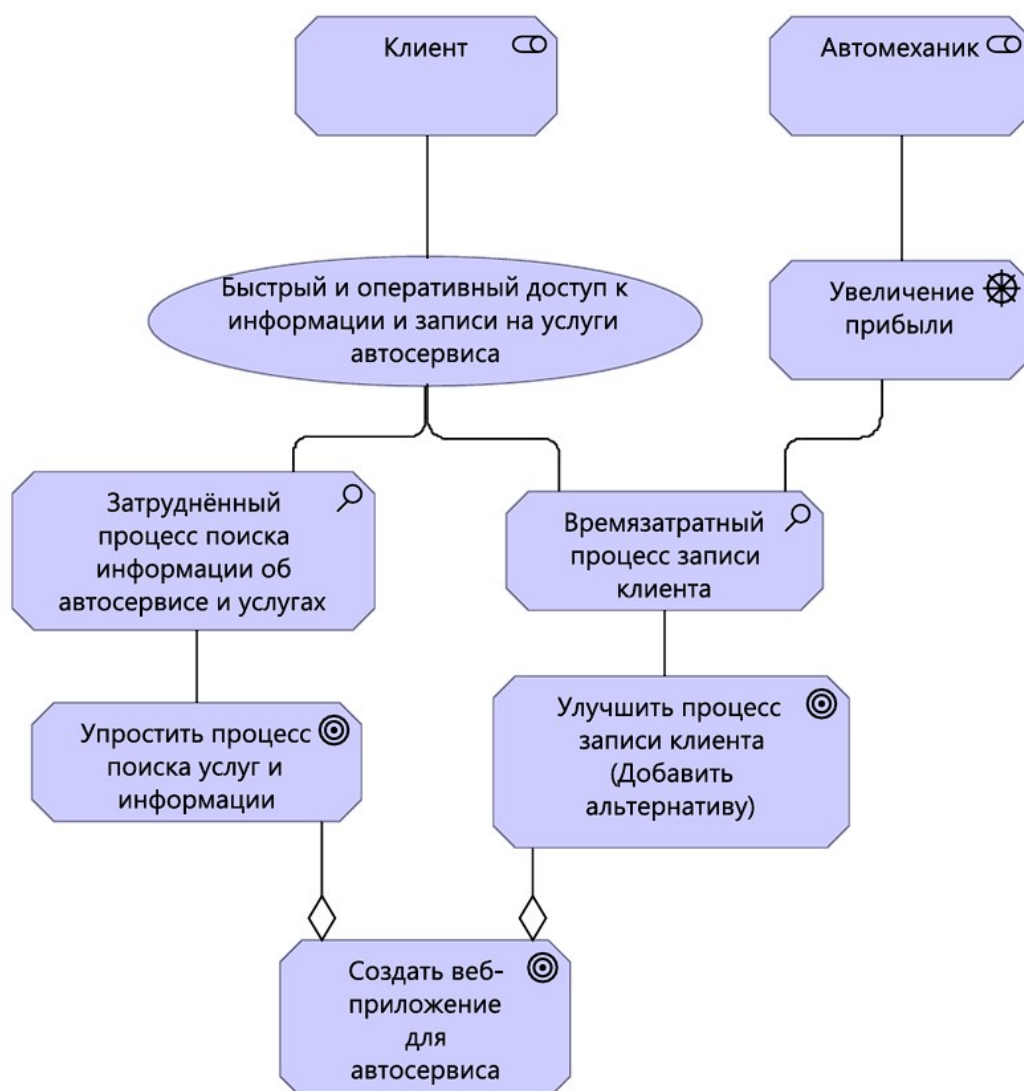 Клиент
Автомеханик
Быстрый и оперативный доступ к
информации и записи на услуги
автосервиса
Увеличение
прибыли
Затруднённый
процесс поиска
информации об
автосервисе и услугах
Времязатратный
процесс записи
клиента
Упростить процесс
поиска услуг и
информации
Улучшить процесс
записи клиента
(Добавить
альтернативу)
Создать веб-
приложение
для
автосервиса